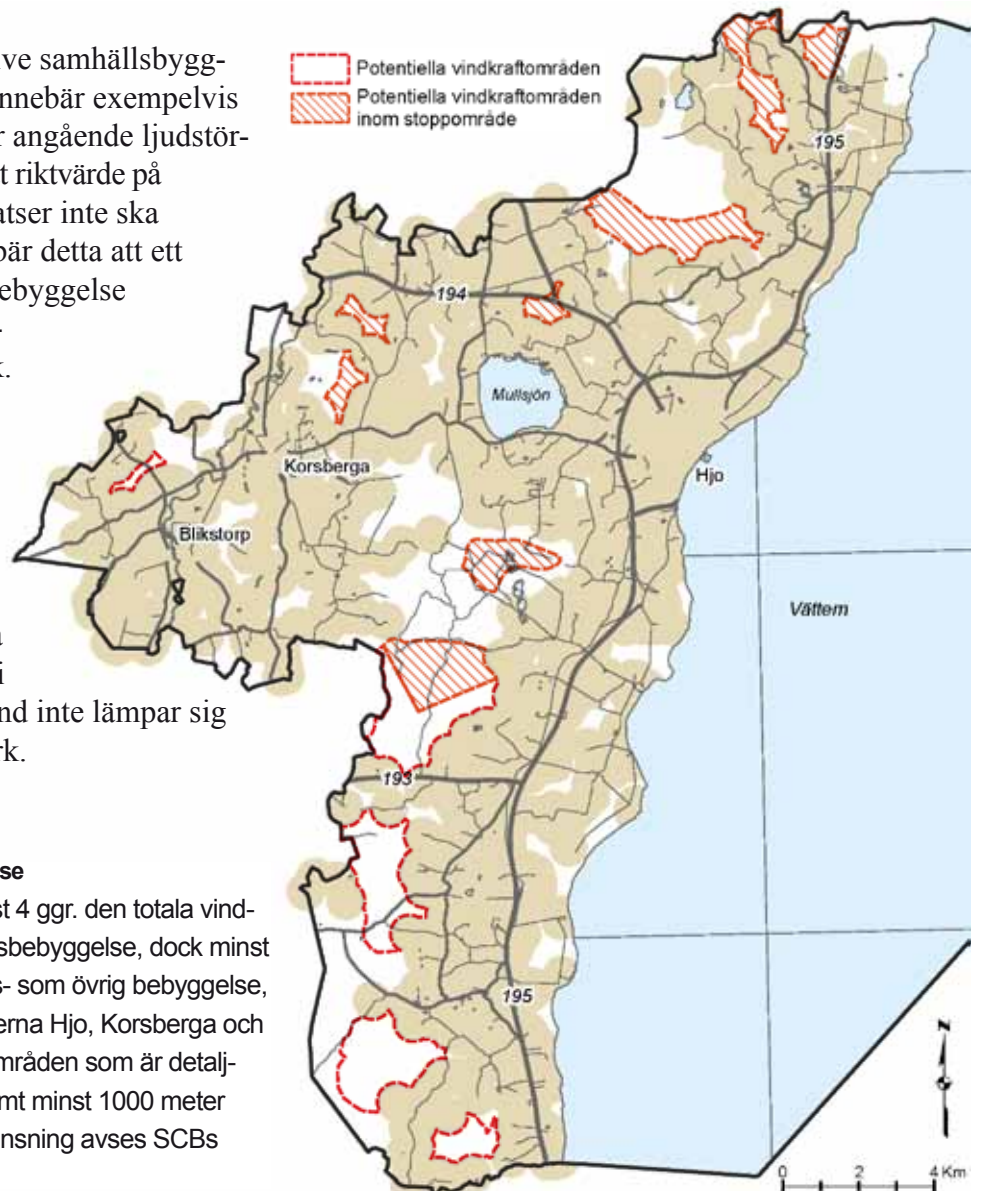 ive samhällsbygg-
nnebär exempelvis
r angående ljudstör-
t riktvärde på
atser inte ska
bär detta att ett
ebyggelse
k.
a
i
nd inte lämpar sig
rk.
se
st 4 ggr. den totala vind-
sbebyggelse, dock minst
s- som övrig bebyggelse,
erna Hjo, Korsberga och
områden som är detalj-
mt minst 1000 meter
nsning avses SCBs
Potentiella vindkraftområden
Potentiella vindkraftområden
inom stoppområde
195
194
Mullsjön
Korsberga
Hjo
Blikstorp
Vättern
193
195
N
0 2 4 Km